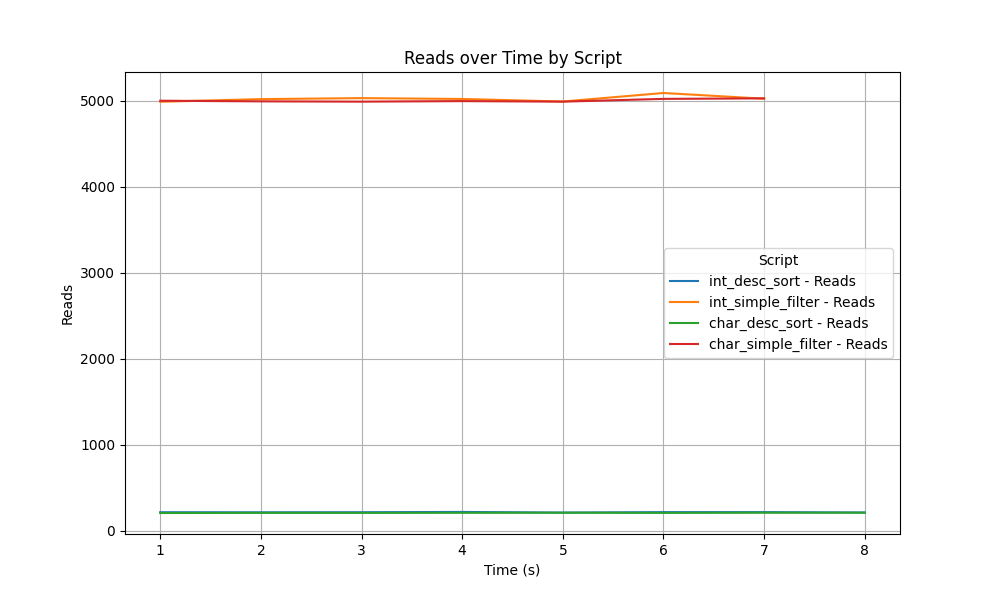 Reads over Time by Script
5000
4000
3000
2000
1000
0
Reads
Script
int_desc_sort - Reads
int_simple_filter - Reads
char_desc_sort - Reads
char_simple_filter - Reads
1 2 3 4 5 6 7 8
Time (s)